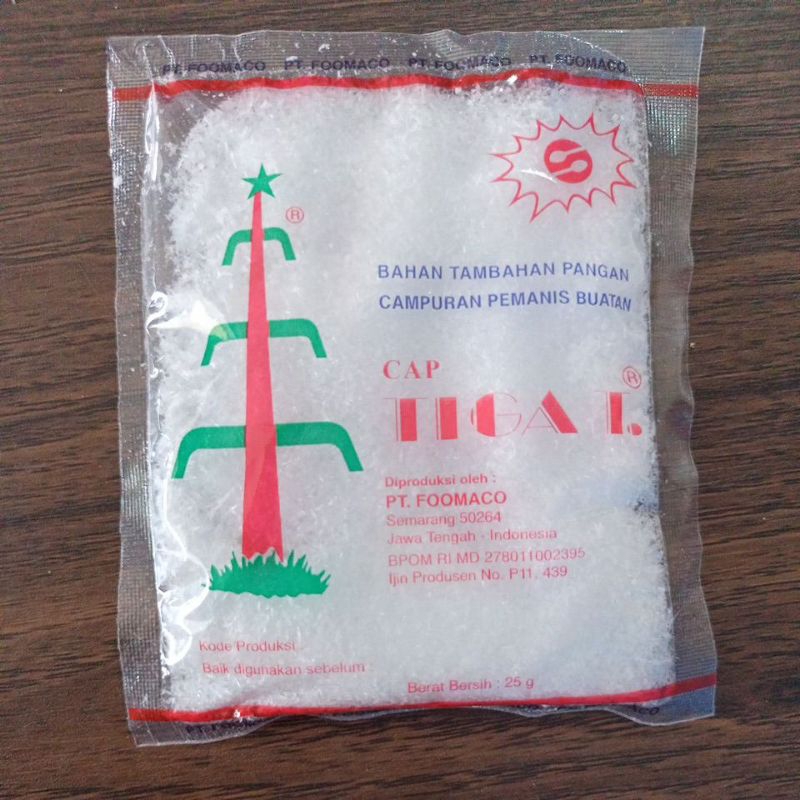 PT. FOOMACO PT. FOOMACO PT. FOOMACO PT. FOOMACO
®
S
BAHAN TAMBAHAN PANGAN
CAMPURAN PEMANIS BUATAN
CAP
TIGA T. ®
Diproduksi oleh :
PT. FOOMACO
Semarang 50264
Jawa Tengah - Indonesia
BPOM RI MD 278011002395
Ijin Produsen No. P11. 439
Kode Produksi :
Baik digunakan sebelum :
Berat Bersih : 25 g